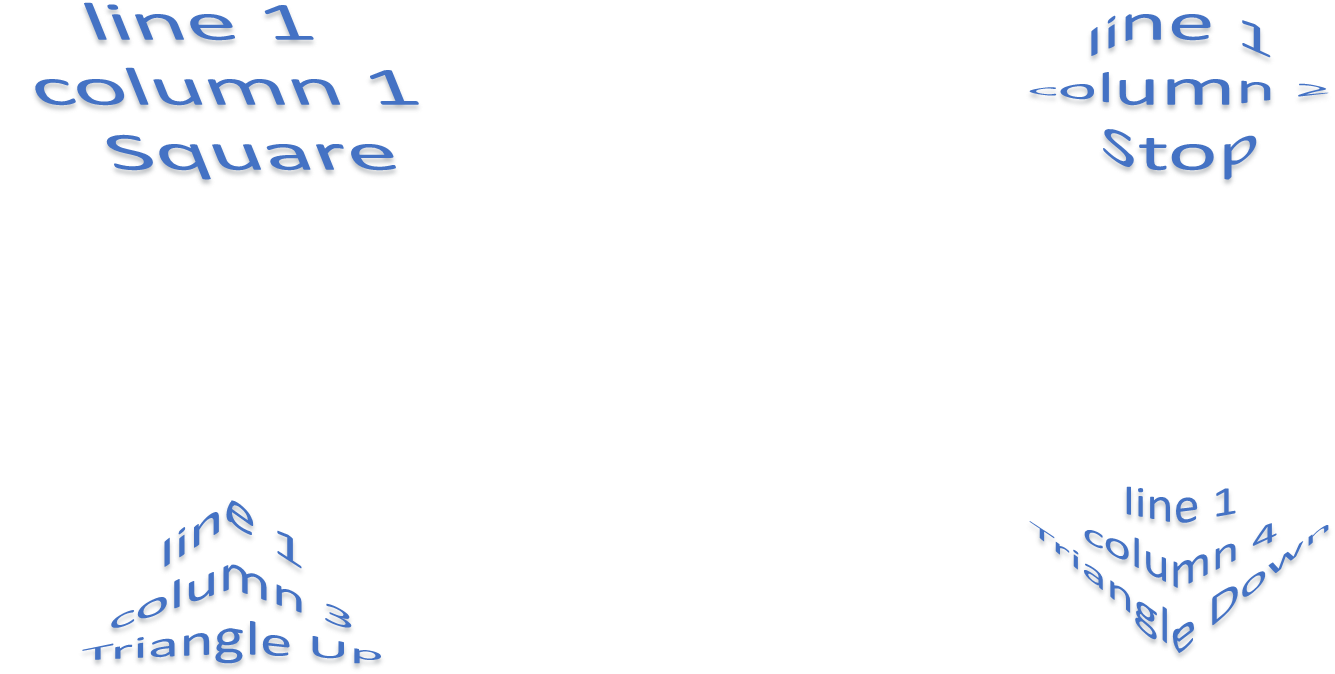 line 1
column 1
Square
line 1
column 2
Stop
line 1
column 3
Triangle Up
line 1
column 4
Triangle Down